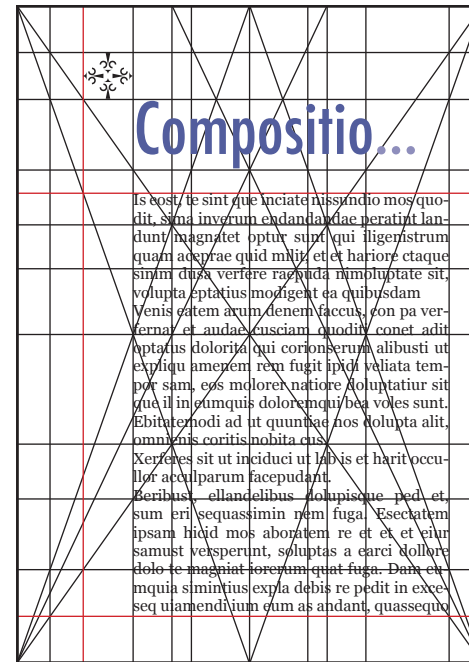 Compositio...
Is eost, te sint que inciate nissundio mos quo-
dit, sima inverum endandandae peratint lan-
dunt magnatet optur sunt qui iligenistrum
quam aceprae quid milit, et et hariore ctaque
sinim dusa verfere raepuda nimoluptate sit,
volupta eptatius modigent ea quibusdam
Venis eatem arum denem faccus, con pa ver-
fernat et audae cusciam quodit, conet adit
optatus dolorita qui corionserum alibusti ut
expliqu amenem rem fugit ipidi veliata tem-
por sam, eos molorer natiore doluptatiur sit
que il in eumquis doloremqui bea voles sunt.
Ebitatemodi ad ut quuntiae nos dolupta alit,
omnienis coritis nobita cus.
Xerferes sit ut inciduci ut lab is et harit occu-
llor acculparum facepudant.
Beribust, ellandelibus dolupisque ped et,
sum eri sequassimin nem fuga. Esectatem
ipsam hicid mos aboratem re et et et eiur
samust versperunt, soluptas a earci dollore
dolo te magniat iorerum quat fuga. Dam eu-
mquia simintius expla debis re pedit in exce-
seq uiamendi ium eum as andant, quassequo